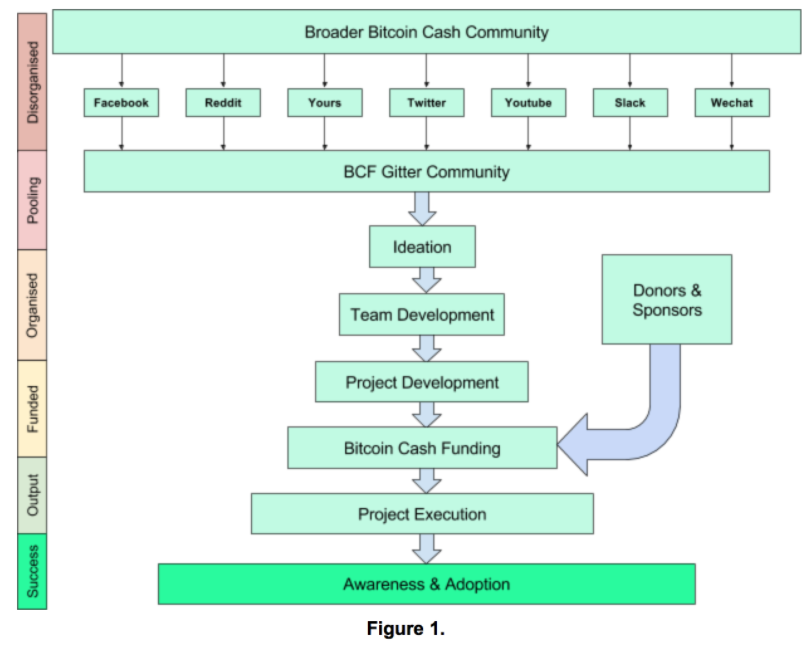 Disorganised
Broader Bitcoin Cash Community
Facebook
Reddit
Yours
Twitter
Youtube
Slack
Wechat
Pooling
BCF Gitter Community
Ideation
Organised
Donors &
Sponsors
Team Development
Funded
Project Development
Bitcoin Cash Funding
Output
Project Execution
Success
Awareness & Adoption
Figure 1.